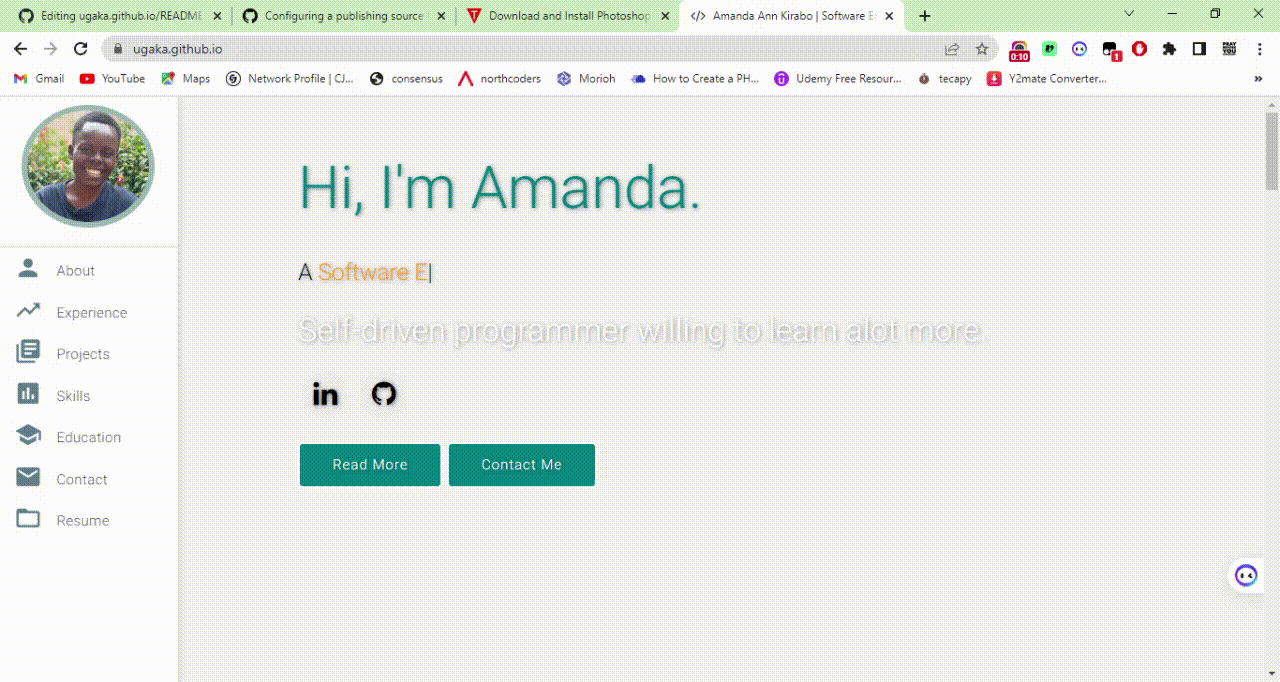 Editing ugaka.github.io/README
Configuring a publishing source
Download and Install Photoshop
</> Amanda Ann Kirabo | Software E
ugaka.github.io
0:10
1
Gmail
YouTube
Maps
Network Profile | CJ...
consensus
northcoders
Morioh
How to Create a PH...
Udemy Free Resour...
tecapy
Y2mate Converter...
»
Hi, I'm Amanda.
A Software E|
Self-driven programmer willing to learn alot more.
in
Read More
Contact Me
About
Experience
Projects
Skills
Education
Contact
Resume